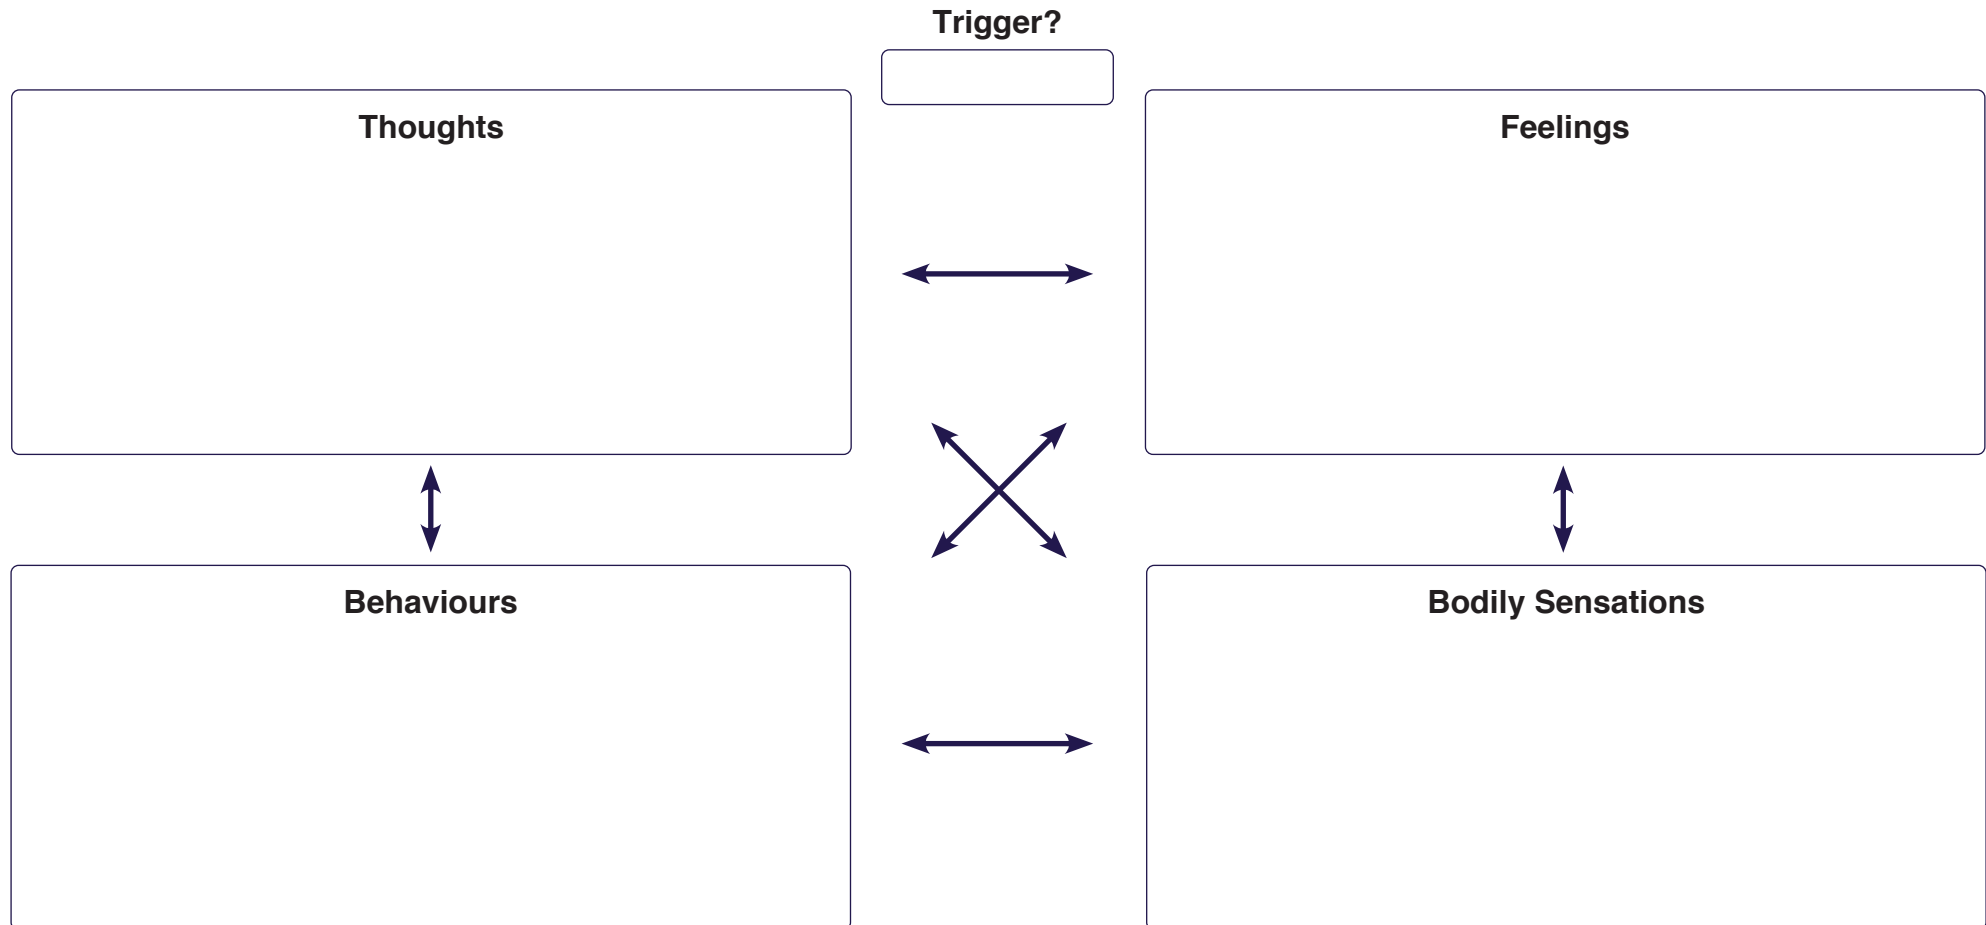 Trigger?
Thoughts
Feelings
Behaviours
Bodily Sensations